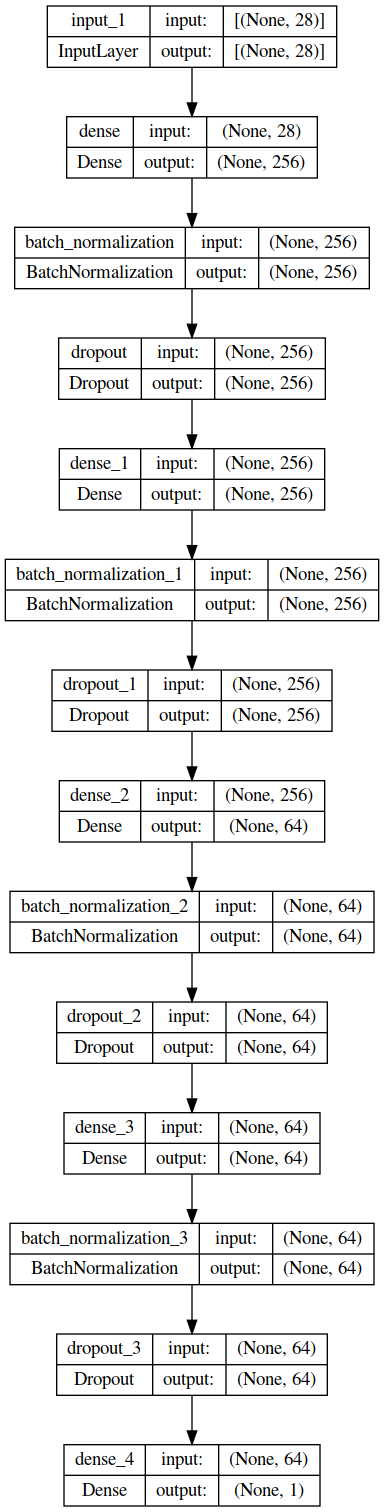 input_1 input: [(None, 28)]
InputLayer output: [(None, 28)]
dense input: (None, 28)
Dense output: (None, 256)
batch_normalization input: (None, 256)
BatchNormalization output: (None, 256)
dropout input: (None, 256)
Dropout output: (None, 256)
dense_1 input: (None, 256)
Dense output: (None, 256)
batch_normalization_1 input: (None, 256)
BatchNormalization output: (None, 256)
dropout_1 input: (None, 256)
Dropout output: (None, 256)
dense_2 input: (None, 256)
Dense output: (None, 64)
batch_normalization_2 input: (None, 64)
BatchNormalization output: (None, 64)
dropout_2 input: (None, 64)
Dropout output: (None, 64)
dense_3 input: (None, 64)
Dense output: (None, 64)
batch_normalization_3 input: (None, 64)
BatchNormalization output: (None, 64)
dropout_3 input: (None, 64)
Dropout output: (None, 64)
dense_4 input: (None, 64)
Dense output: (None, 1)